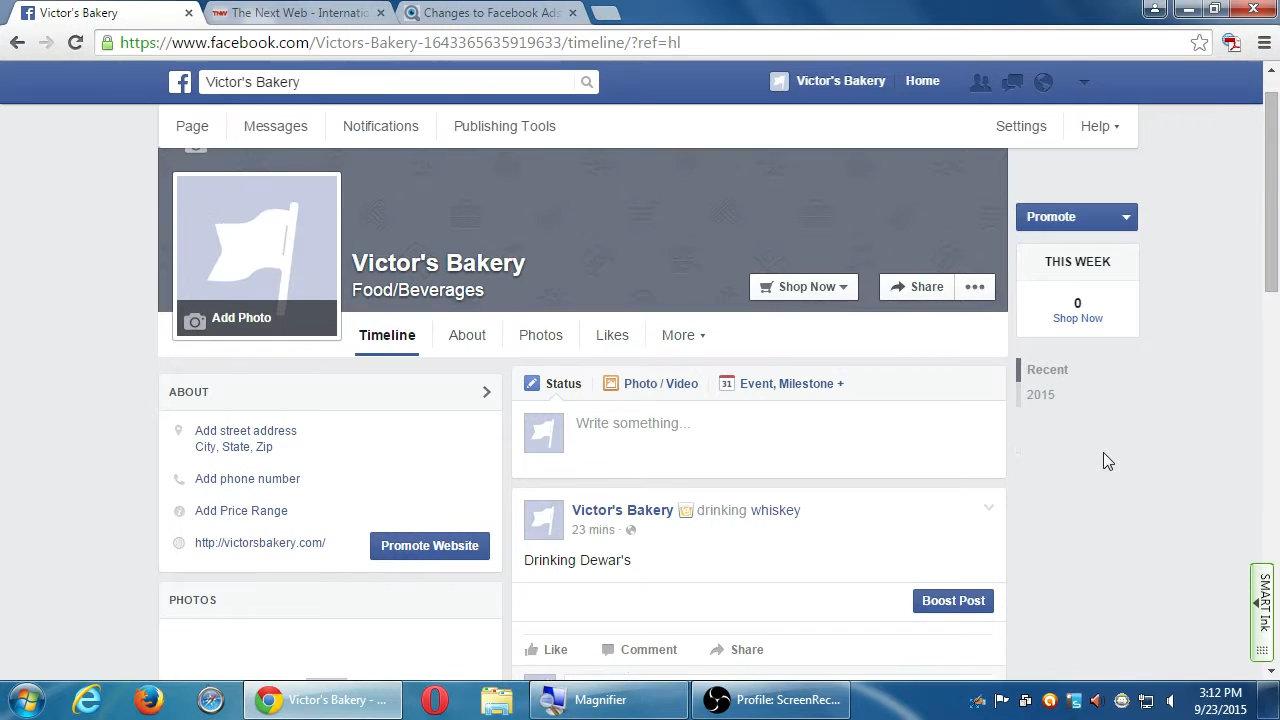 Victor's Bakery
The Next Web - Internatio
Changes to Facebook Ads
https://www.facebook.com/Victors-Bakery-1643365635919633/timeline/?ref=hl
Victor's Bakery
Victor's Bakery
Home
Page
Messages
Notifications
Publishing Tools
Settings
Help
Victor's Bakery
Food/Beverages
Add Photo
Shop Now
Share
Promote
THIS WEEK
0
Shop Now
Recent
2015
Timeline
About
Photos
Likes
More
ABOUT
Add street address
City, State, Zip
Add phone number
Add Price Range
http://victorsbakery.com/
Promote Website
PHOTOS
Status
Photo / Video
31
Event, Milestone +
Write something...
Victor's Bakery drinking whiskey
23 mins ·
Drinking Dewar's
Boost Post
Like
Comment
Share
SMART Ink
Victor's Bakery - ...
Magnifier
Profile: ScreenRec...
3:12 PM
9/23/2015